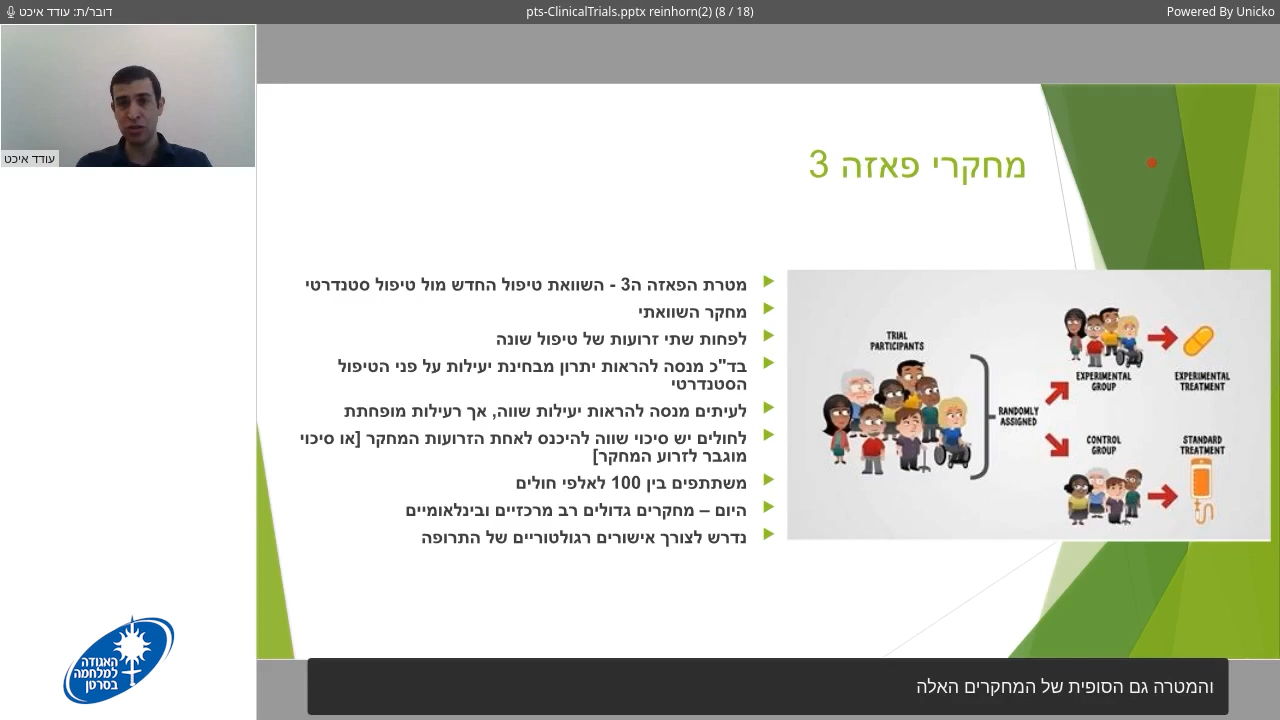 דובר/ת: עודד איכט
pts-ClinicalTrials.pptx reinhorn(2) (8 / 18)
Powered By Unicko
עודד איכט
מחקרי פאזה 3
מטרת הפאזה ה3 - השוואת טיפול החדש מול טיפול סטנדרטי
מחקר השוואתי
לפחות שתי זרועות של טיפול שונה
בד"כ מנסה להראות יתרון מבחינת יעילות על פני הטיפול
הסטנדרטי
לעיתים מנסה להראות יעילות שווה, אך רעילות מופחתת
לחולים יש סיכוי שווה להיכנס לאחת הזרועות המחקר [או סיכוי
מוגבר לזרוע המחקר]
משתתפים בין 100 לאלפי חולים
היום – מחקרים גדולים רב מרכזיים ובינלאומיים
נדרש לצורך אישורים רגולטוריים של התרופה
TRIAL
PARTICIPANTS
RANDOMLY
ASSIGNED
EXPERIMENTAL
GROUP
EXPERIMENTAL
TREATMENT
CONTROL
GROUP
STANDARD
TREATMENT
האגודה
למלחמה
בסרטן
והמטרה גם הסופית של המחקרים האלה